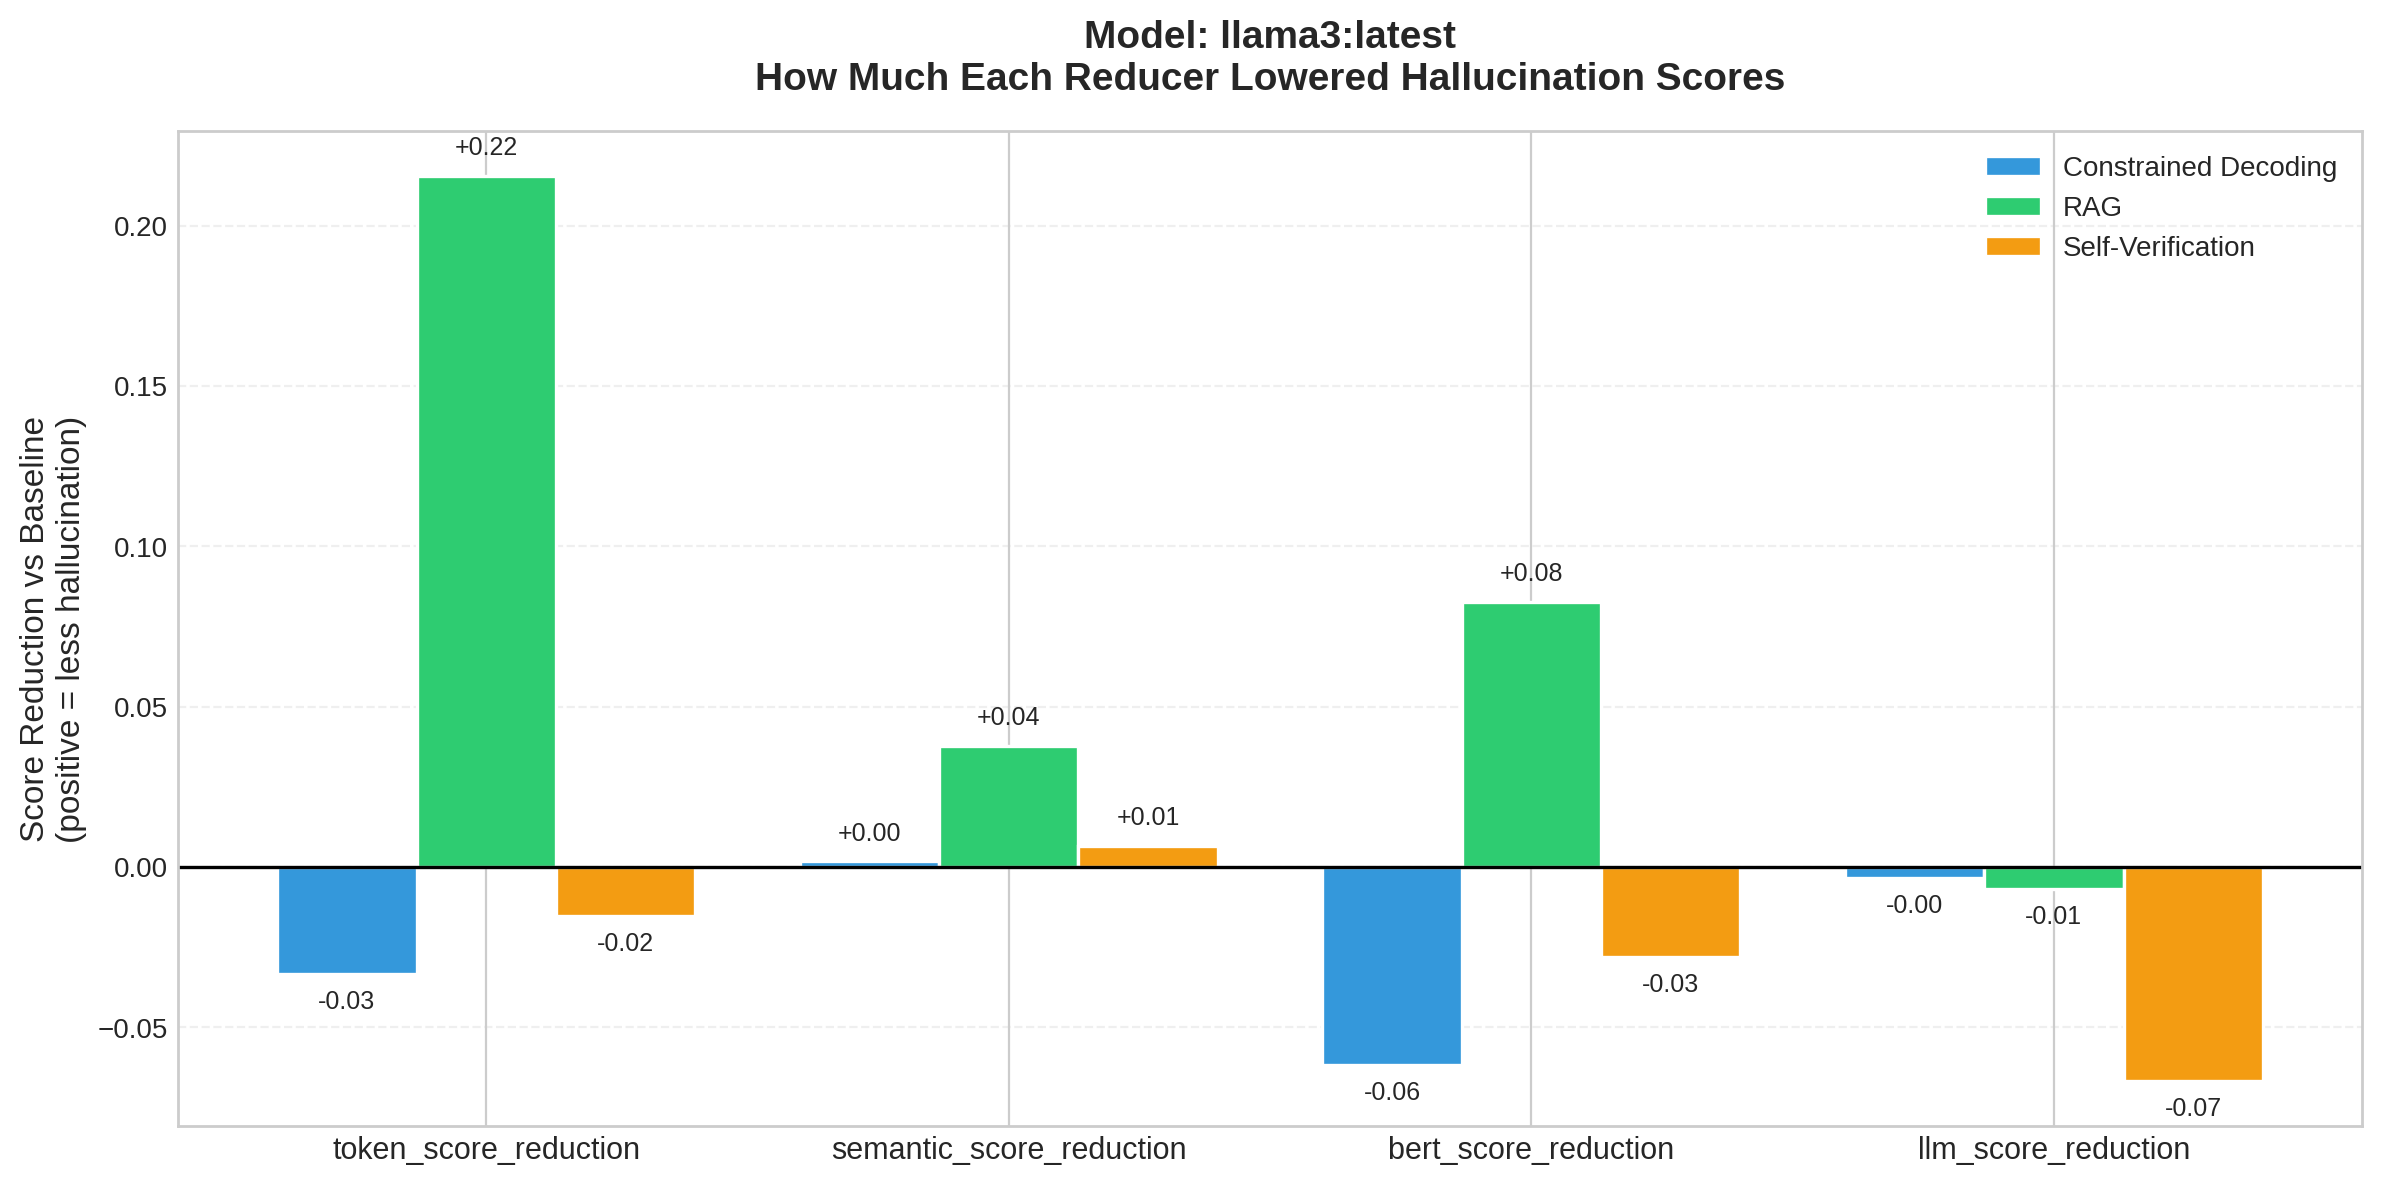 Model: llama3:latest
How Much Each Reducer Lowered Hallucination Scores
Score Reduction vs Baseline
(positive = less hallucination)
0.20
0.15
0.10
0.05
0.00
−0.05
+0.22
-0.03
-0.02
+0.00
+0.04
+0.01
-0.06
+0.08
-0.03
-0.00
-0.01
-0.07
Constrained Decoding
RAG
Self-Verification
token_score_reduction
semantic_score_reduction
bert_score_reduction
llm_score_reduction